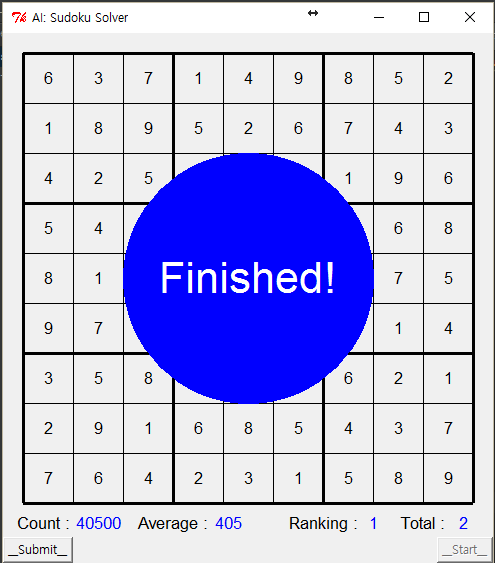 AI: Sudoku Solver
6 3 7 1 4 9 8 5 2
1 8 9 5 2 6 7 4 3
4 2 5 1 9 6
5 4 6 8
8 1 Finished! 7 5
9 7 1 4
3 5 8 6 2 1
2 9 1 6 8 5 4 3 7
7 6 4 2 3 1 5 8 9
Count : 40500 Average : 405 Ranking : 1 Total : 2
__Submit__ __Start__